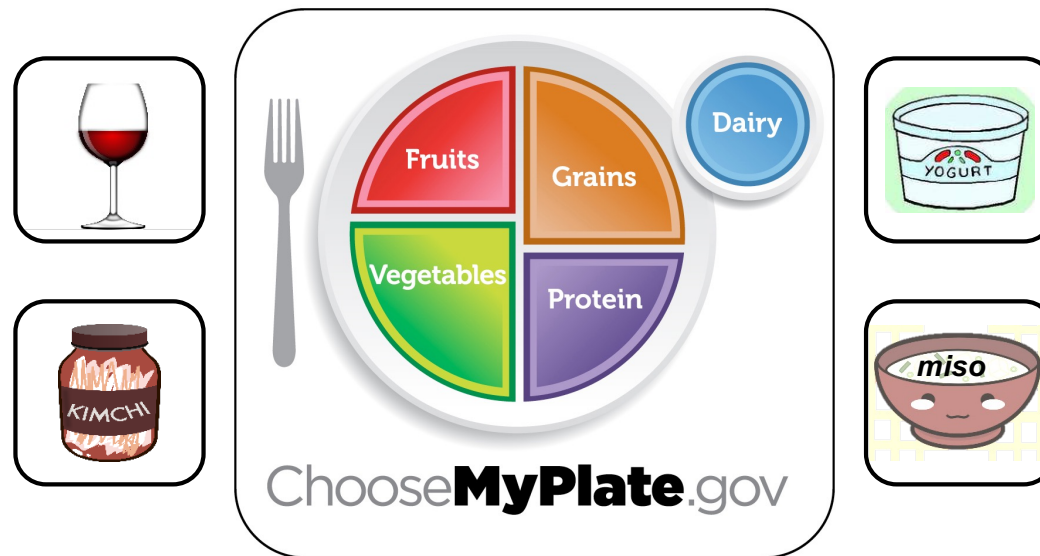 Fruits
Grains
Dairy
Vegetables
Protein
ChooseMyPlate.gov
KIMCHI
YOGURT
miso